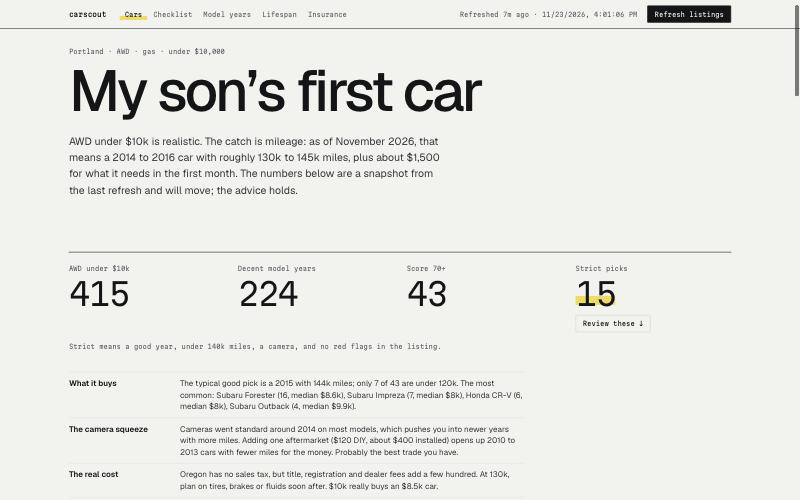 carscout Cars Checklist Model years Lifespan Insurance Refreshed 7m ago · 11/23/2026, 4:01:06 PM Refresh listings
Portland · AWD · gas · under $10,000
My son’s first car
AWD under $10k is realistic. The catch is mileage: as of November 2026, that
means a 2014 to 2016 car with roughly 130k to 145k miles, plus about $1,500
for what it needs in the first month. The numbers below are a snapshot from
the last refresh and will move; the advice holds.
AWD under $10k Decent model years Score 70+ Strict picks
415 224 43 15
Review these ↓
Strict means a good year, under 140k miles, a camera, and no red flags in the listing.
What it buys The typical good pick is a 2015 with 144k miles; only 7 of 43 are under 120k. The most
common: Subaru Forester (16, median $8.6k), Subaru Impreza (7, median $8k), Honda CR-V (6,
median $8k), Subaru Outback (4, median $9.9k).
The camera squeeze Cameras went standard around 2014 on most models, which pushes you into newer years
with more miles. Adding one aftermarket ($120 DIY, about $400 installed) opens up 2010 to
2013 cars with fewer miles for the money. Probably the best trade you have.
The real cost Oregon has no sales tax, but title, registration and dealer fees add a few hundred. At 130k,
plan on tires, brakes or fluids soon after. $10k really buys an $8.5k car.